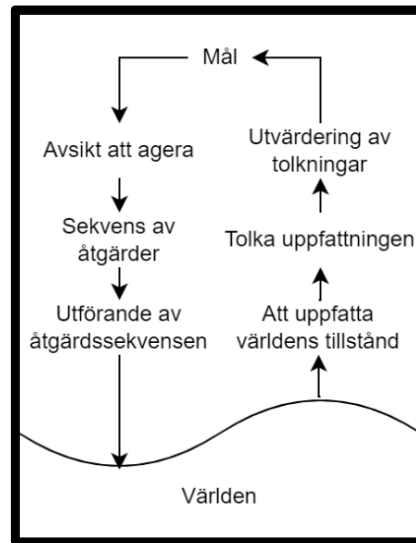 Mål
Avsikt att agera
Sekvens av
åtgärder
Utförande av
åtgärdssekvensen
Utvärdering av
tolkningar
Tolka uppfattningen
Att uppfatta
världens tillstånd
Världen